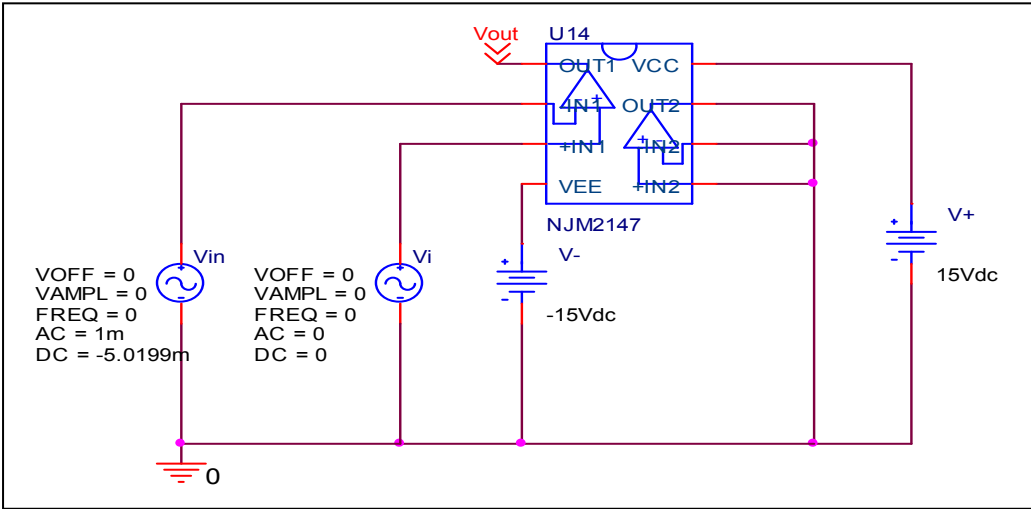 Vout
U14
OUT1
VCC
-IN1
OUT2
+IN1
-IN2
VEE
+IN2
NJM2147
V+
15Vdc
V-
-15Vdc
Vin
VOFF = 0
VAMPL = 0
FREQ = 0
AC = 1m
DC = -5.0199m
Vi
VOFF = 0
VAMPL = 0
FREQ = 0
AC = 0
DC = 0
0